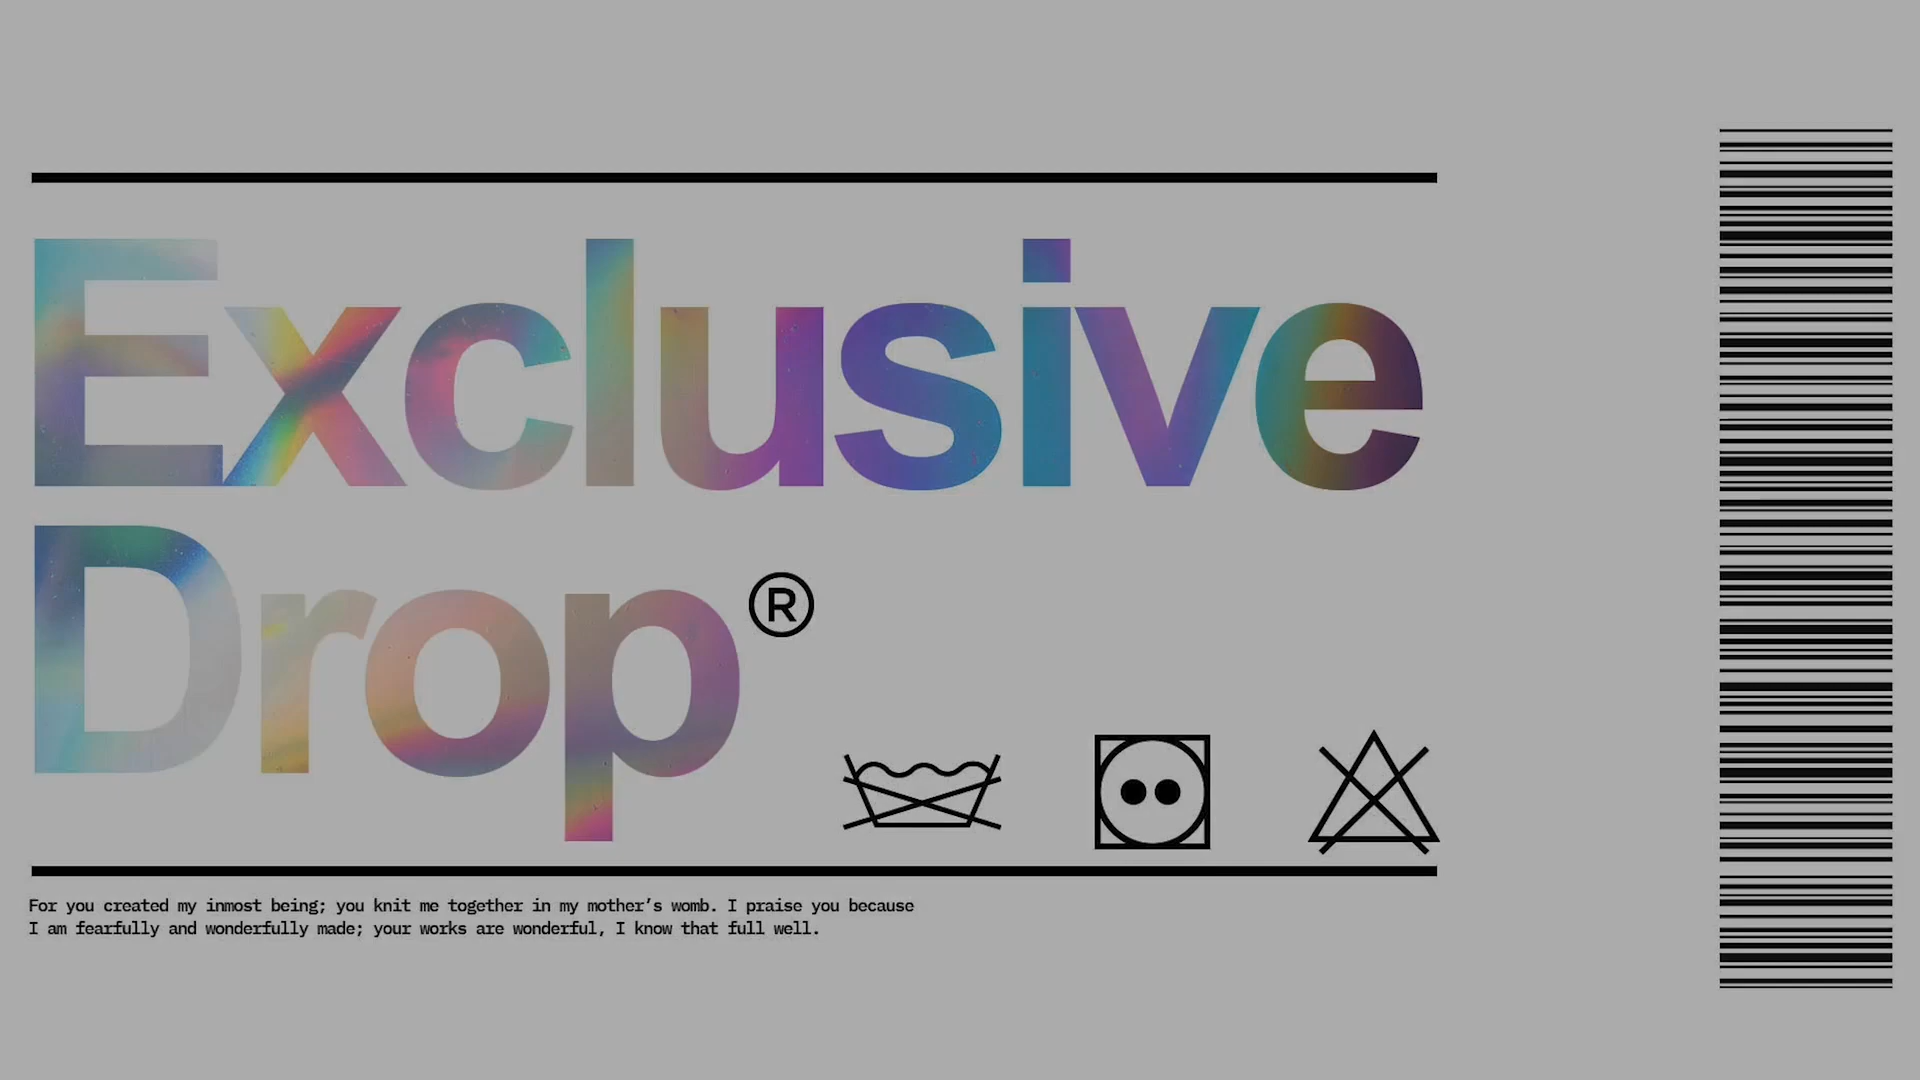 Exclusive
Drop®
For you created my inmost being; you knit me together in my mother’s womb. I praise you because
I am fearfully and wonderfully made; your works are wonderful, I know that full well.